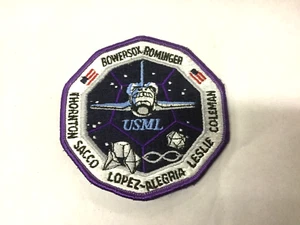 BOWERSOX·ROMINGER
THORNTON SACCO
USML
LESLIE COLEMAN
LOPEZ-ALEGRIA